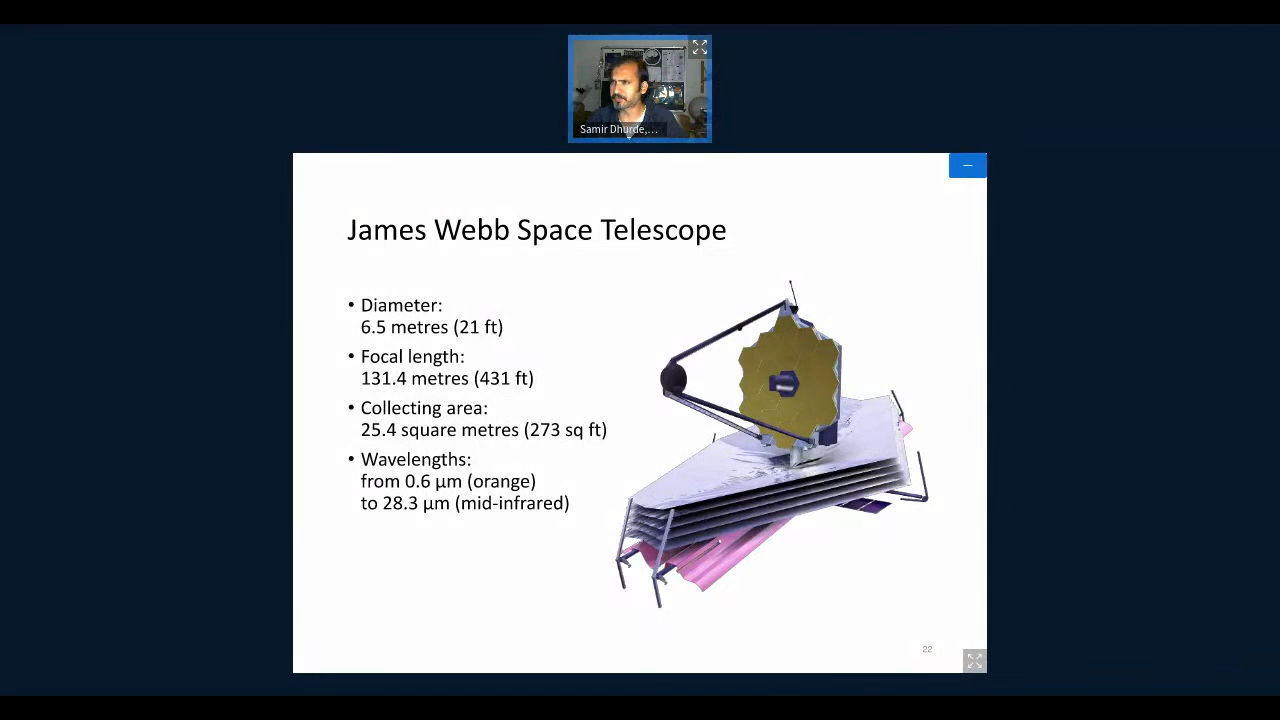 Samir Dhurde,...
James Webb Space Telescope
• Diameter:
6.5 metres (21 ft)
• Focal length:
131.4 metres (431 ft)
• Collecting area:
25.4 square metres (273 sq ft)
• Wavelengths:
from 0.6 μm (orange)
to 28.3 μm (mid-infrared)
22